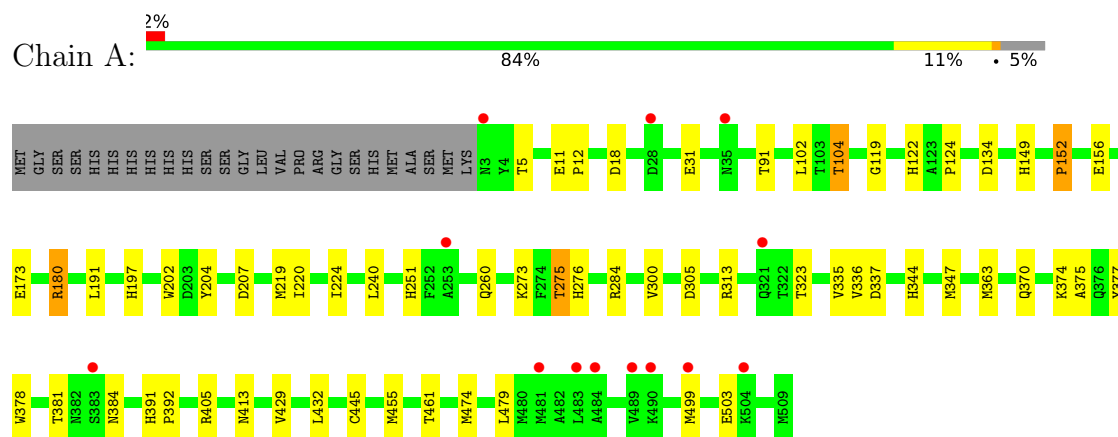 2%
Chain A:
84% 11% • 5%
MET GLY SER SER HIS HIS HIS HIS HIS HIS SER SER GLY LEU VAL PRO ARG GLY SER HIS MET ALA SER MET LYS N3 Y4 T5 E11 P12 D18 D28 E31 N35 T91 L102 T103 T104 G119 H122 A123 P124 D134 H149 P152 E156
E173 R180 L191 H197 W202 D203 Y204 D207 M219 I220 I224 L240 H251 F252 A253 Q260 K273 F274 T275 H276 R284 V300 D305 R313 Q321 T322 T323 V335 V336 D337 H344 M347 M363 Q370 K374 A375 Q376 Y377
W378 T381 N382 S383 N384 H391 P392 R405 N413 V429 L432 C445 M455 T461 M474 L479 M480 M481 A482 L483 A484 V489 K490 M499 E503 K504 M509